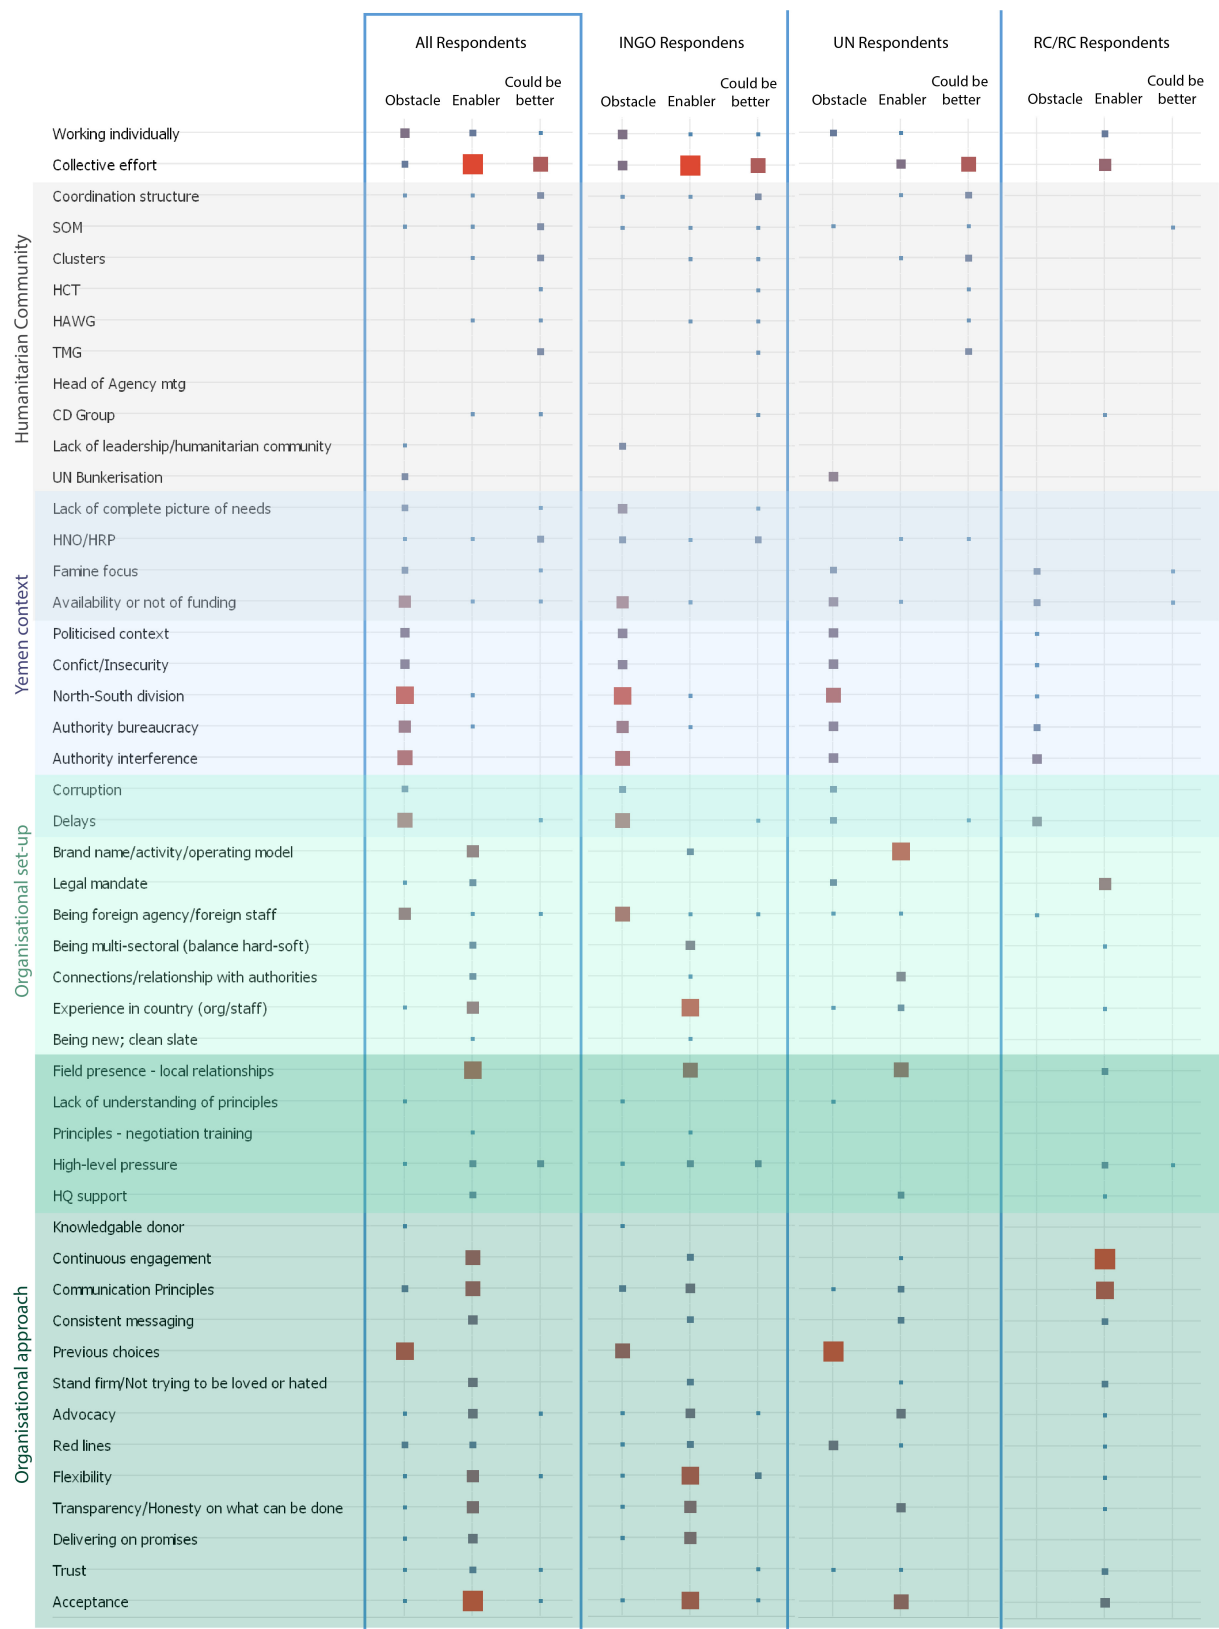 All Respondents
INGO Respondens
UN Respondents
RC/RC Respondents
Obstacle Enabler Could be better
Obstacle Enabler Could be better
Obstacle Enabler Could be better
Obstacle Enabler Could be better
Working individually
Collective effort
Humanitarian Community
Coordination structure
SOM
Clusters
HCT
HAWG
TMG
Head of Agency mtg
CD Group
Lack of leadership/humanitarian community
UN Bunkerisation
Yemen context
Lack of complete picture of needs
HNO/HRP
Famine focus
Availability or not of funding
Politicised context
Confict/Insecurity
North-South division
Authority bureaucracy
Authority interference
Organisational set-up
Corruption
Delays
Brand name/activity/operating model
Legal mandate
Being foreign agency/foreign staff
Being multi-sectoral (balance hard-soft)
Connections/relationship with authorities
Experience in country (org/staff)
Being new; clean slate
Field presence - local relationships
Lack of understanding of principles
Principles - negotiation training
High-level pressure
HQ support
Organisational approach
Knowledgable donor
Continuous engagement
Communication Principles
Consistent messaging
Previous choices
Stand firm/Not trying to be loved or hated
Advocacy
Red lines
Flexibility
Transparency/Honesty on what can be done
Delivering on promises
Trust
Acceptance